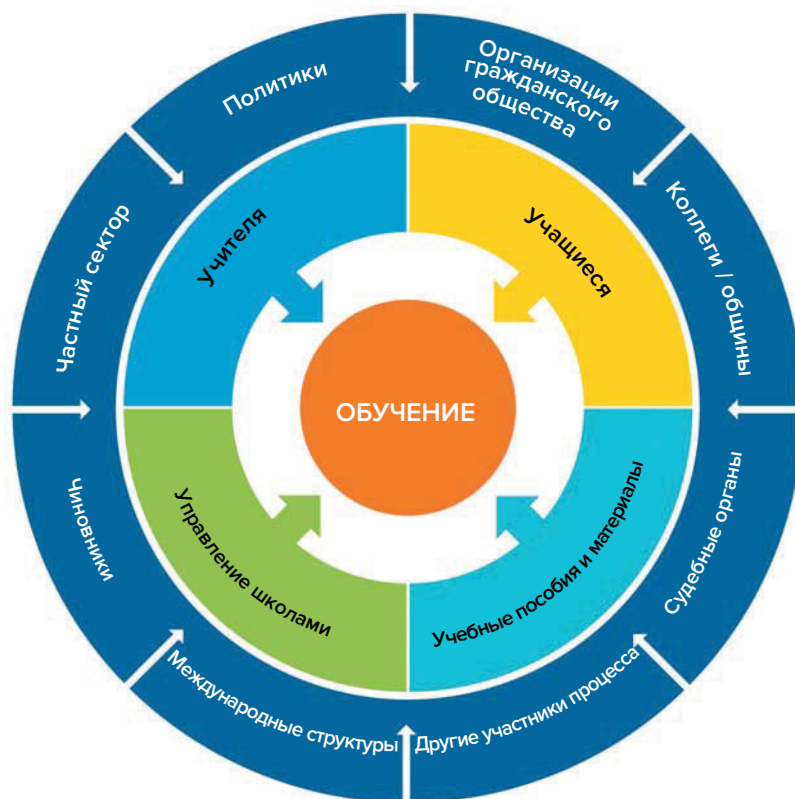 Политики
Организации
гражданского
общества
Частный сектор
Коллеги / общины
Учителя
Учащиеся
ОБУЧЕНИЕ
Чиновники
Управление школами
Учебные пособия и материалы
Судебные органы
Международные структуры
Другие участники процесса